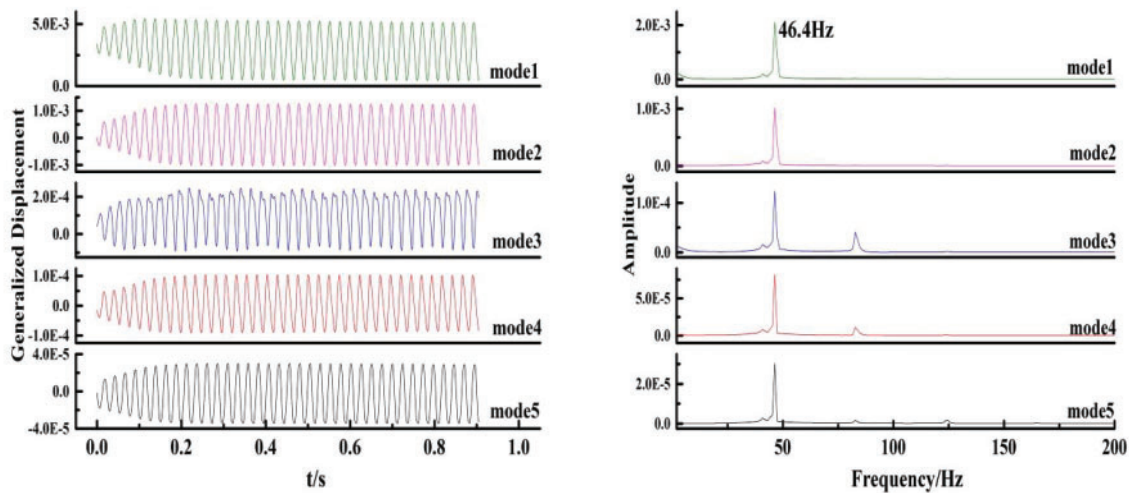 Generalized Displacement
5.0E-3
0.0
mode1
1.0E-3
0.0
-1.0E-3
mode2
2.0E-4
0.0
mode3
1.0E-4
0.0
-1.0E-4
mode4
4.0E-5
0.0
-4.0E-5
mode5
0.0 0.2 0.4 0.6 0.8 1.0
t/s
Amplitude
2.0E-3
0.0
46.4Hz
mode1
1.0E-3
0.0
mode2
1.0E-4
0.0
mode3
5.0E-5
0.0
mode4
2.0E-5
0.0
mode5
50 100 150 200
Frequency/Hz